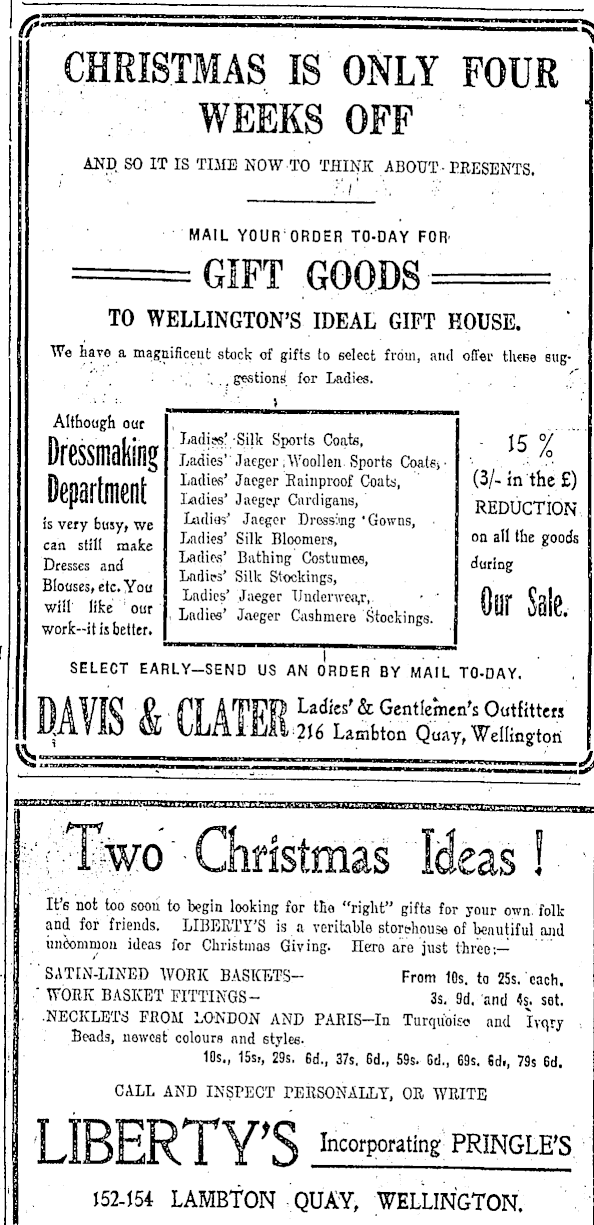 CHRISTMAS IS ONLY FOUR
WEEKS OFF
AND SO IT IS TIME NOW TO THINK ABOUT PRESENTS.
MAIL YOUR ORDER TO-DAY FOR
GIFT GOODS
TO WELLINGTON'S IDEAL GIFT HOUSE.
We have a magnificent stock of gifts to select from, and offer these sug-
gestions for Ladies.
Although our
Dressmaking
Department
is very busy, we
can still make
Dresses and
Blouses, etc. You
will like our
work--it is better.
Ladies' Silk Sports Coats,
Ladies' Jaeger Woollen Sports Coats,
Ladies' Jaeger Rainproof Coats,
Ladies' Jaeger Cardigans,
Ladies' Jaeger Dressing Gowns,
Ladies' Silk Bloomers,
Ladies' Bathing Costumes,
Ladies' Silk Stockings,
Ladies' Jaeger Underwear,
Ladies' Jaeger Cashmere Stockings.
15 %
(3/- in the £)
REDUCTION
on all the goods
during
Our Sale.
SELECT EARLY—SEND US AN ORDER BY MAIL TO-DAY.
DAVIS & CLATER Ladies' & Gentlemen's Outfitters
216 Lambton Quay, Wellington
Two Christmas Ideas!
It's not too soon to begin looking for the "right" gifts for your own folk
and for friends. LIBERTY'S is a veritable storehouse of beautiful and
uncommon ideas for Christmas Giving. Here are just three:—
SATIN-LINED WORK BASKETS— From 10s. to 25s. each.
WORK BASKET FITTINGS— 3s. 9d. and 4s. set.
NECKLETS FROM LONDON AND PARIS—In Turquoise and Ivory
Beads, newest colours and styles.
10s., 15s., 29s. 6d., 37s. 6d., 59s. 6d., 69s. 6d., 79s 6d.
CALL AND INSPECT PERSONALLY, OR WRITE
LIBERTY'S Incorporating PRINGLE'S
152-154 LAMBTON QUAY, WELLINGTON.